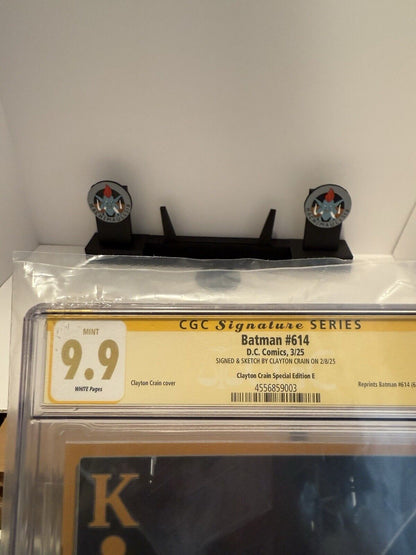 CGC Signature SERIES
MINT
9.9
WHITE Pages
Batman #614
D.C. Comics, 3/25
SIGNED & SKETCH BY CLAYTON CRAIN ON 2/8/25
Clayton Crain Special Edition E
Clayton Crain cover
Reprints Batman #614 (6/
4556859003
K